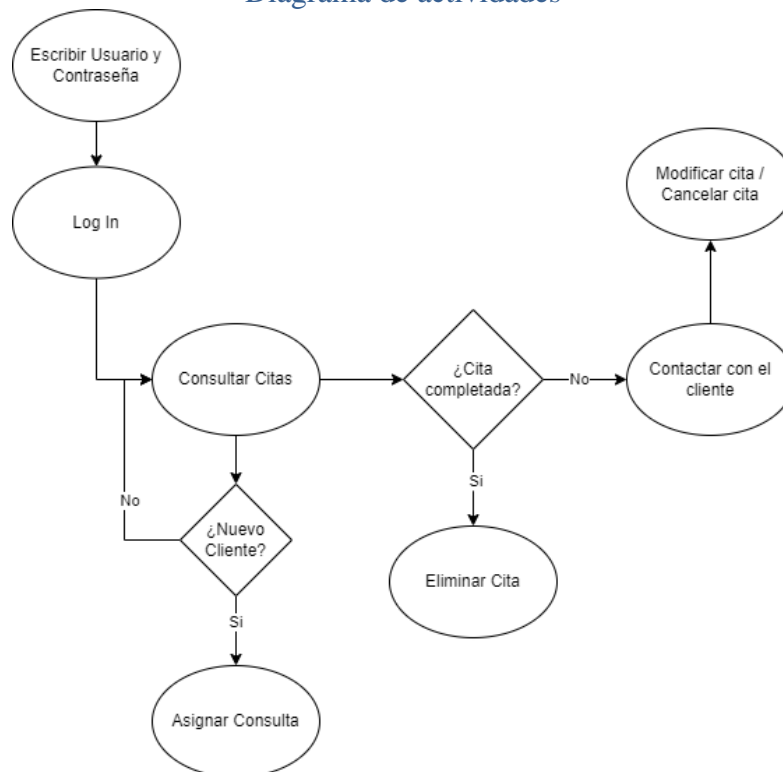 Diagrama de actividades
Escribir Usuario y
Contraseña
Log In
Modificar cita /
Cancelar cita
Consultar Citas
¿Cita
completada?
No
Contactar con el
cliente
No
¿Nuevo
Cliente?
Si
Eliminar Cita
Si
Asignar Consulta